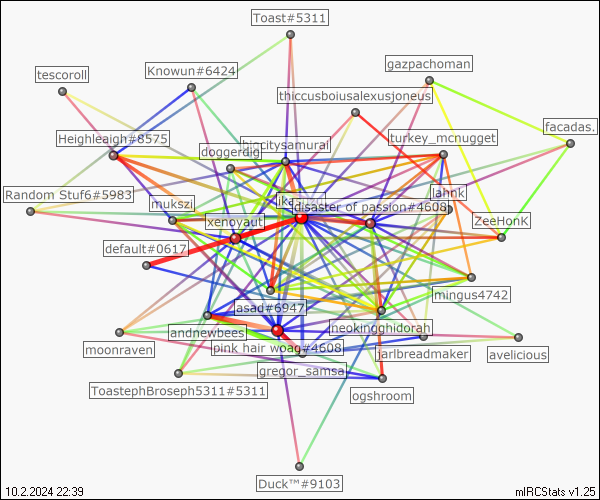 Toast#5311
gazpachoman
Knowun#6424
tescoroll
thiccusboiusalexusjoneus
facadas.
Heighleaigh#8575
turkey_mcnugget
doggerdig
Random Stuf6#5983
lahnk
mukszi
disaster of passion#4608
xenoyaut
ZeeHonK
default#0617
mingus4742
asad#6947
andnewbees
neokingghidorah
moonraven
pink hair woag#4608
jarlbreadmaker
avelicious
gregor_samsa
ToastephBroseph5311#5311
ogshroom
Duck™#9103
10.2.2024 22:39
mIRCStats v1.25